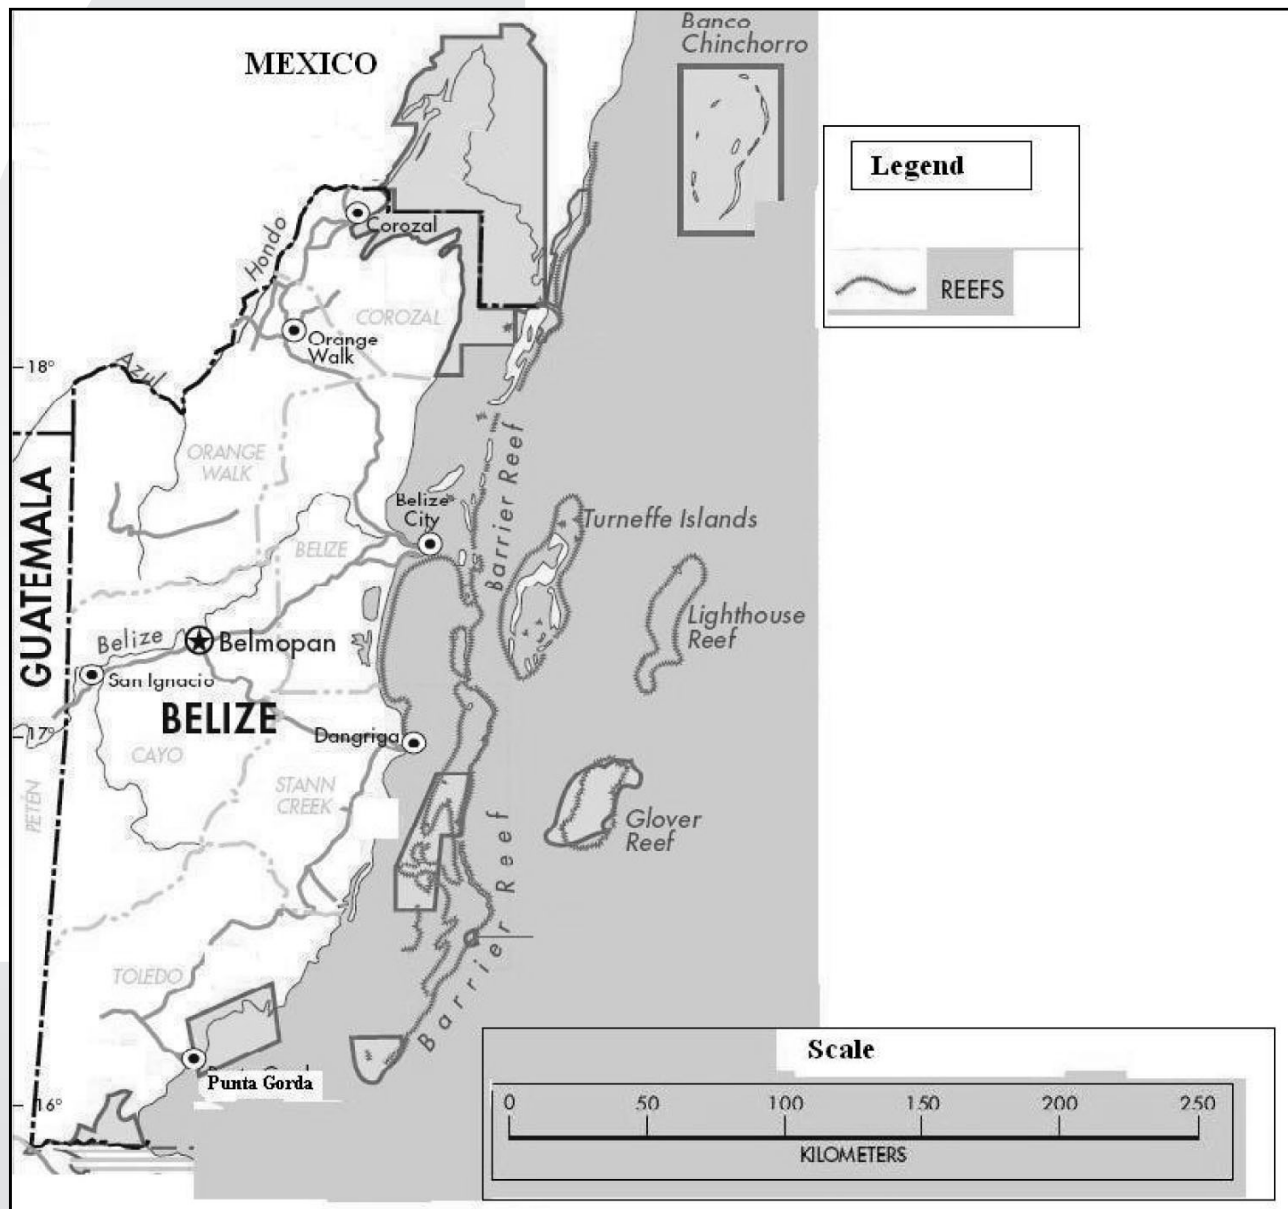 Banco
Chinchorro
MEXICO
Legend
REEFS
Hondo
Corozal
COROZAL
Orange
Walk
18°
Azul
ORANGE
WALK
Barrier Reef
GUATEMALA
Belize
City
Turneffe Islands
BELIZE
Lighthouse
Reef
Belize
Belmopan
San Ignacio
BELIZE
17°
Dangriga
CAYO
STANN
CREEK
PETÉN
Glover
Reef
Barrier Reef
TOLEDO
Punta Gorda
16°
Scale
0 50 100 150 200 250
KILOMETERS